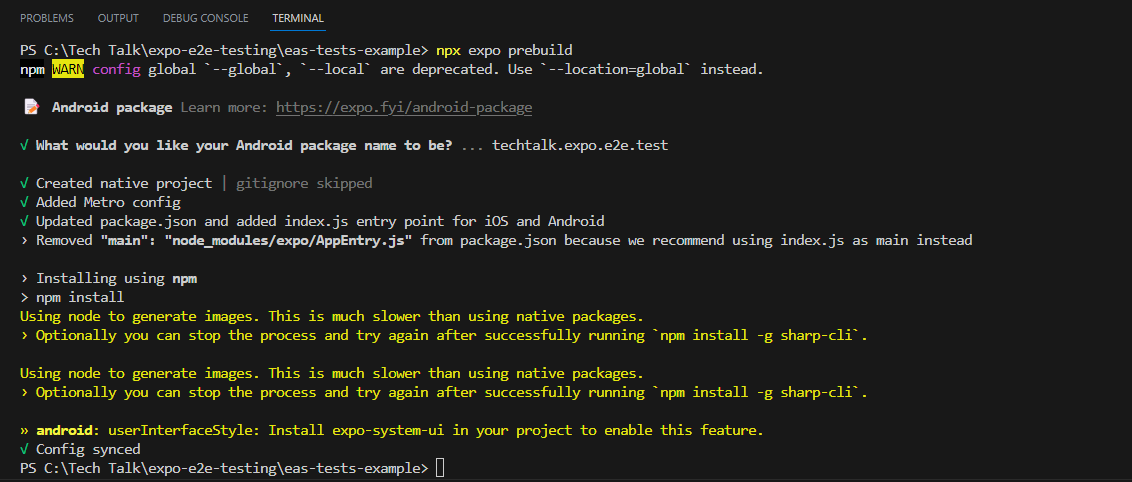 PROBLEMS OUTPUT DEBUG CONSOLE TERMINAL
PS C:\Tech Talk\expo-e2e-testing\eas-tests-example> npx expo prebuild
npm WARN config global `--global`, `--local` are deprecated. Use `--location=global` instead.
📝 Android package Learn more: https://expo.fyi/android-package
√ What would you like your Android package name to be? ... techtalk.expo.e2e.test
√ Created native project | gitignore skipped
√ Added Metro config
√ Updated package.json and added index.js entry point for iOS and Android
› Removed "main": "node_modules/expo/AppEntry.js" from package.json because we recommend using index.js as main instead
› Installing using npm
> npm install
Using node to generate images. This is much slower than using native packages.
› Optionally you can stop the process and try again after successfully running `npm install -g sharp-cli`.
Using node to generate images. This is much slower than using native packages.
› Optionally you can stop the process and try again after successfully running `npm install -g sharp-cli`.
» android: userInterfaceStyle: Install expo-system-ui in your project to enable this feature.
√ Config synced
PS C:\Tech Talk\expo-e2e-testing\eas-tests-example>